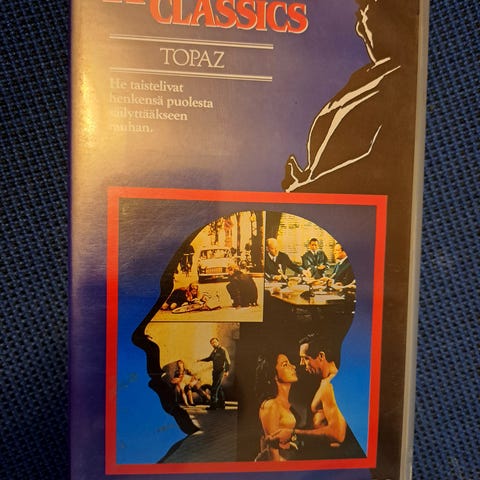 CLASSICS
TOPAZ
He taistelivat
henkensä puolesta
säilyttääkseen
rauhan.